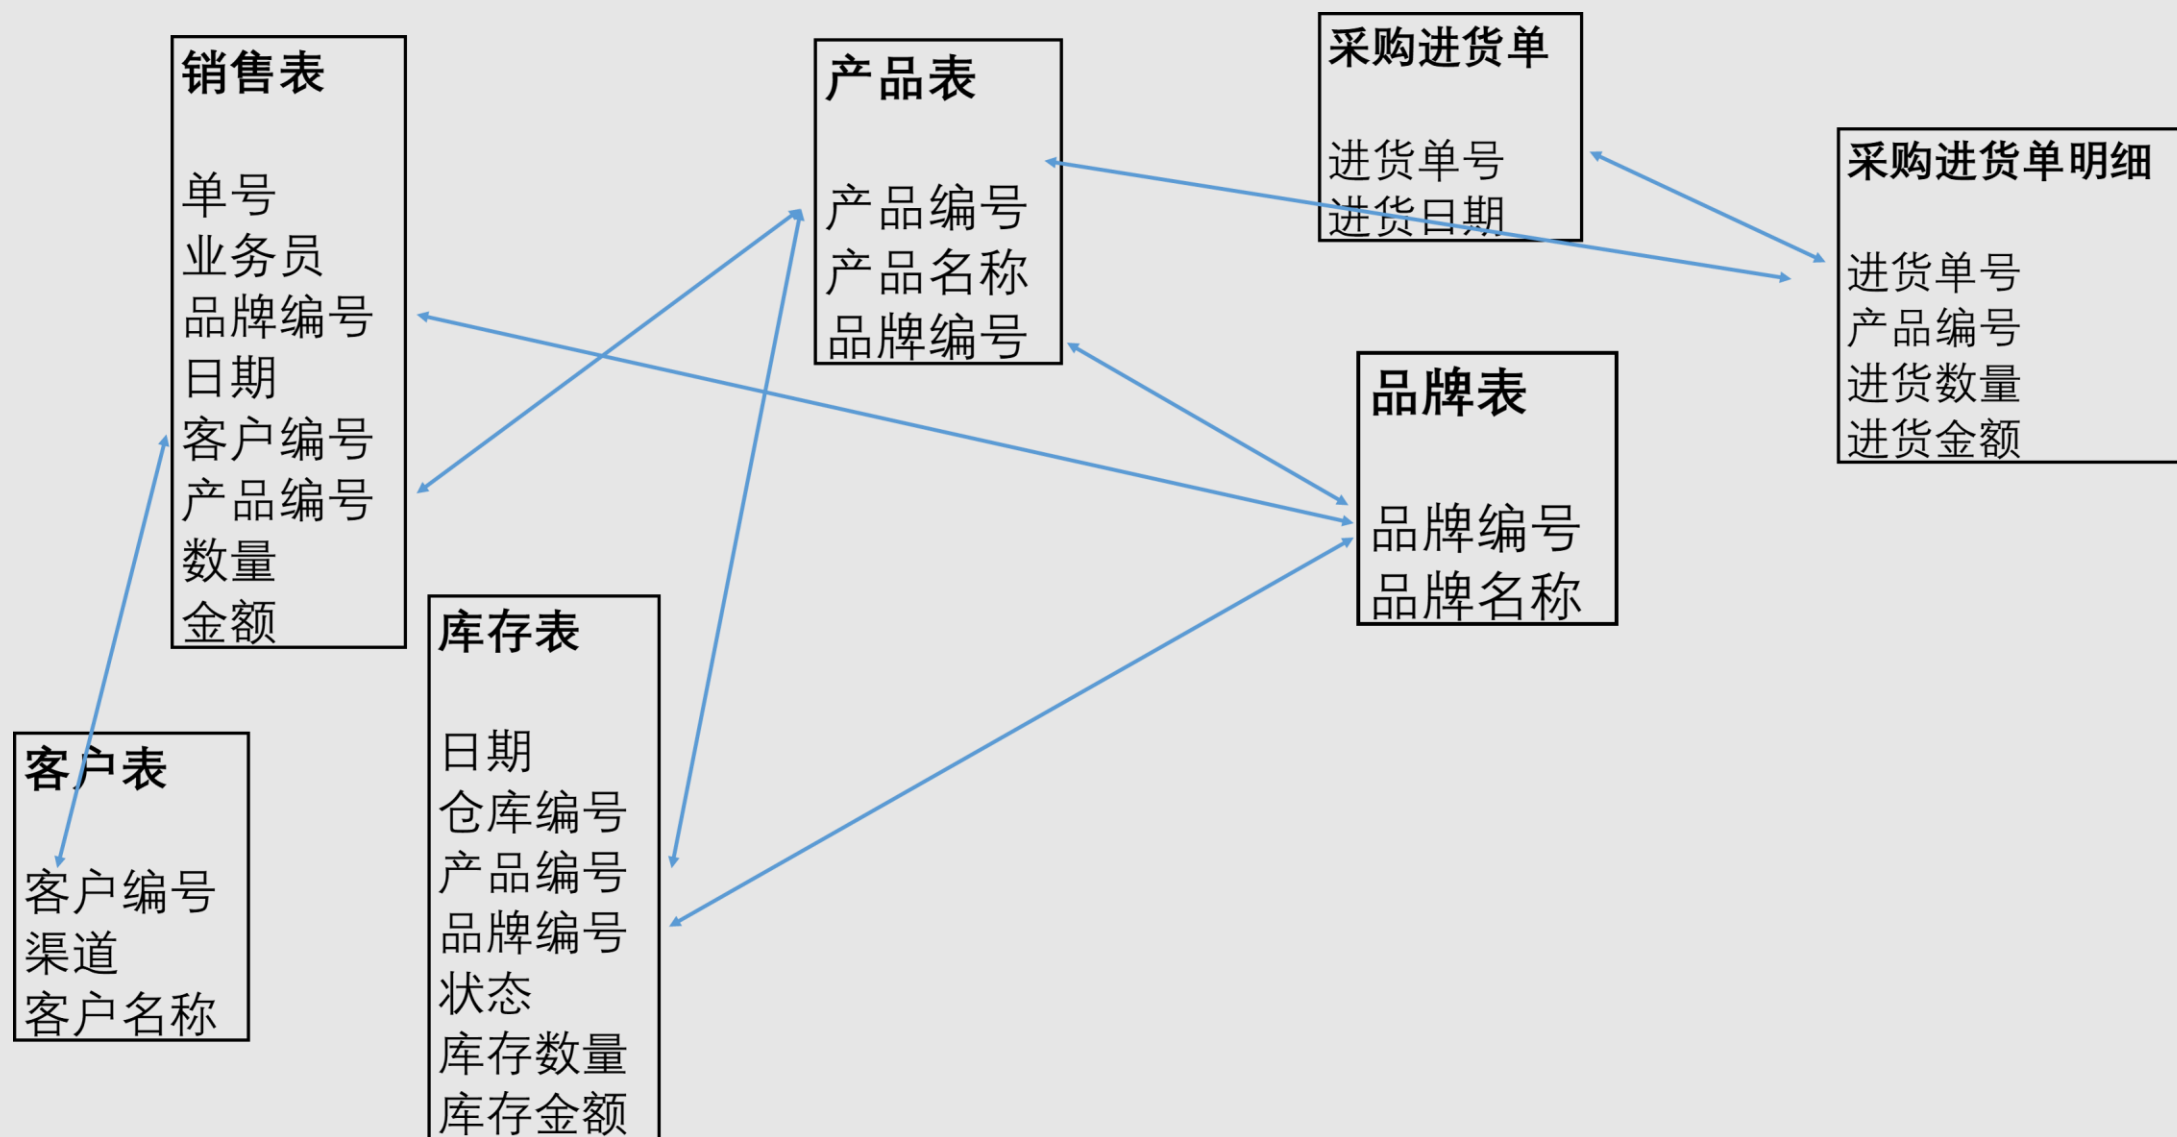 销售表
单号
业务员
品牌编号
日期
客户编号
产品编号
数量
金额
产品表
产品编号
产品名称
品牌编号
采购进货单
进货单号
进货日期
采购进货单明细
进货单号
产品编号
进货数量
进货金额
品牌表
品牌编号
品牌名称
库存表
日期
仓库编号
产品编号
品牌编号
状态
库存数量
库存金额
客户表
客户编号
渠道
客户名称